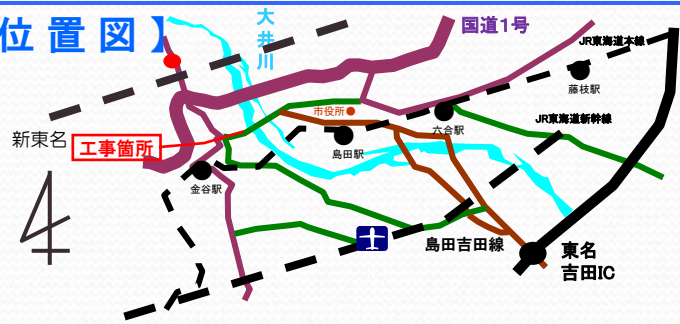 位置図】
大井川
国道1号
JR東海道本線
藤枝駅
市役所
六合駅
JR東海道新幹線
新東名
工事箇所
島田駅
金谷駅
島田吉田線
東名
吉田IC